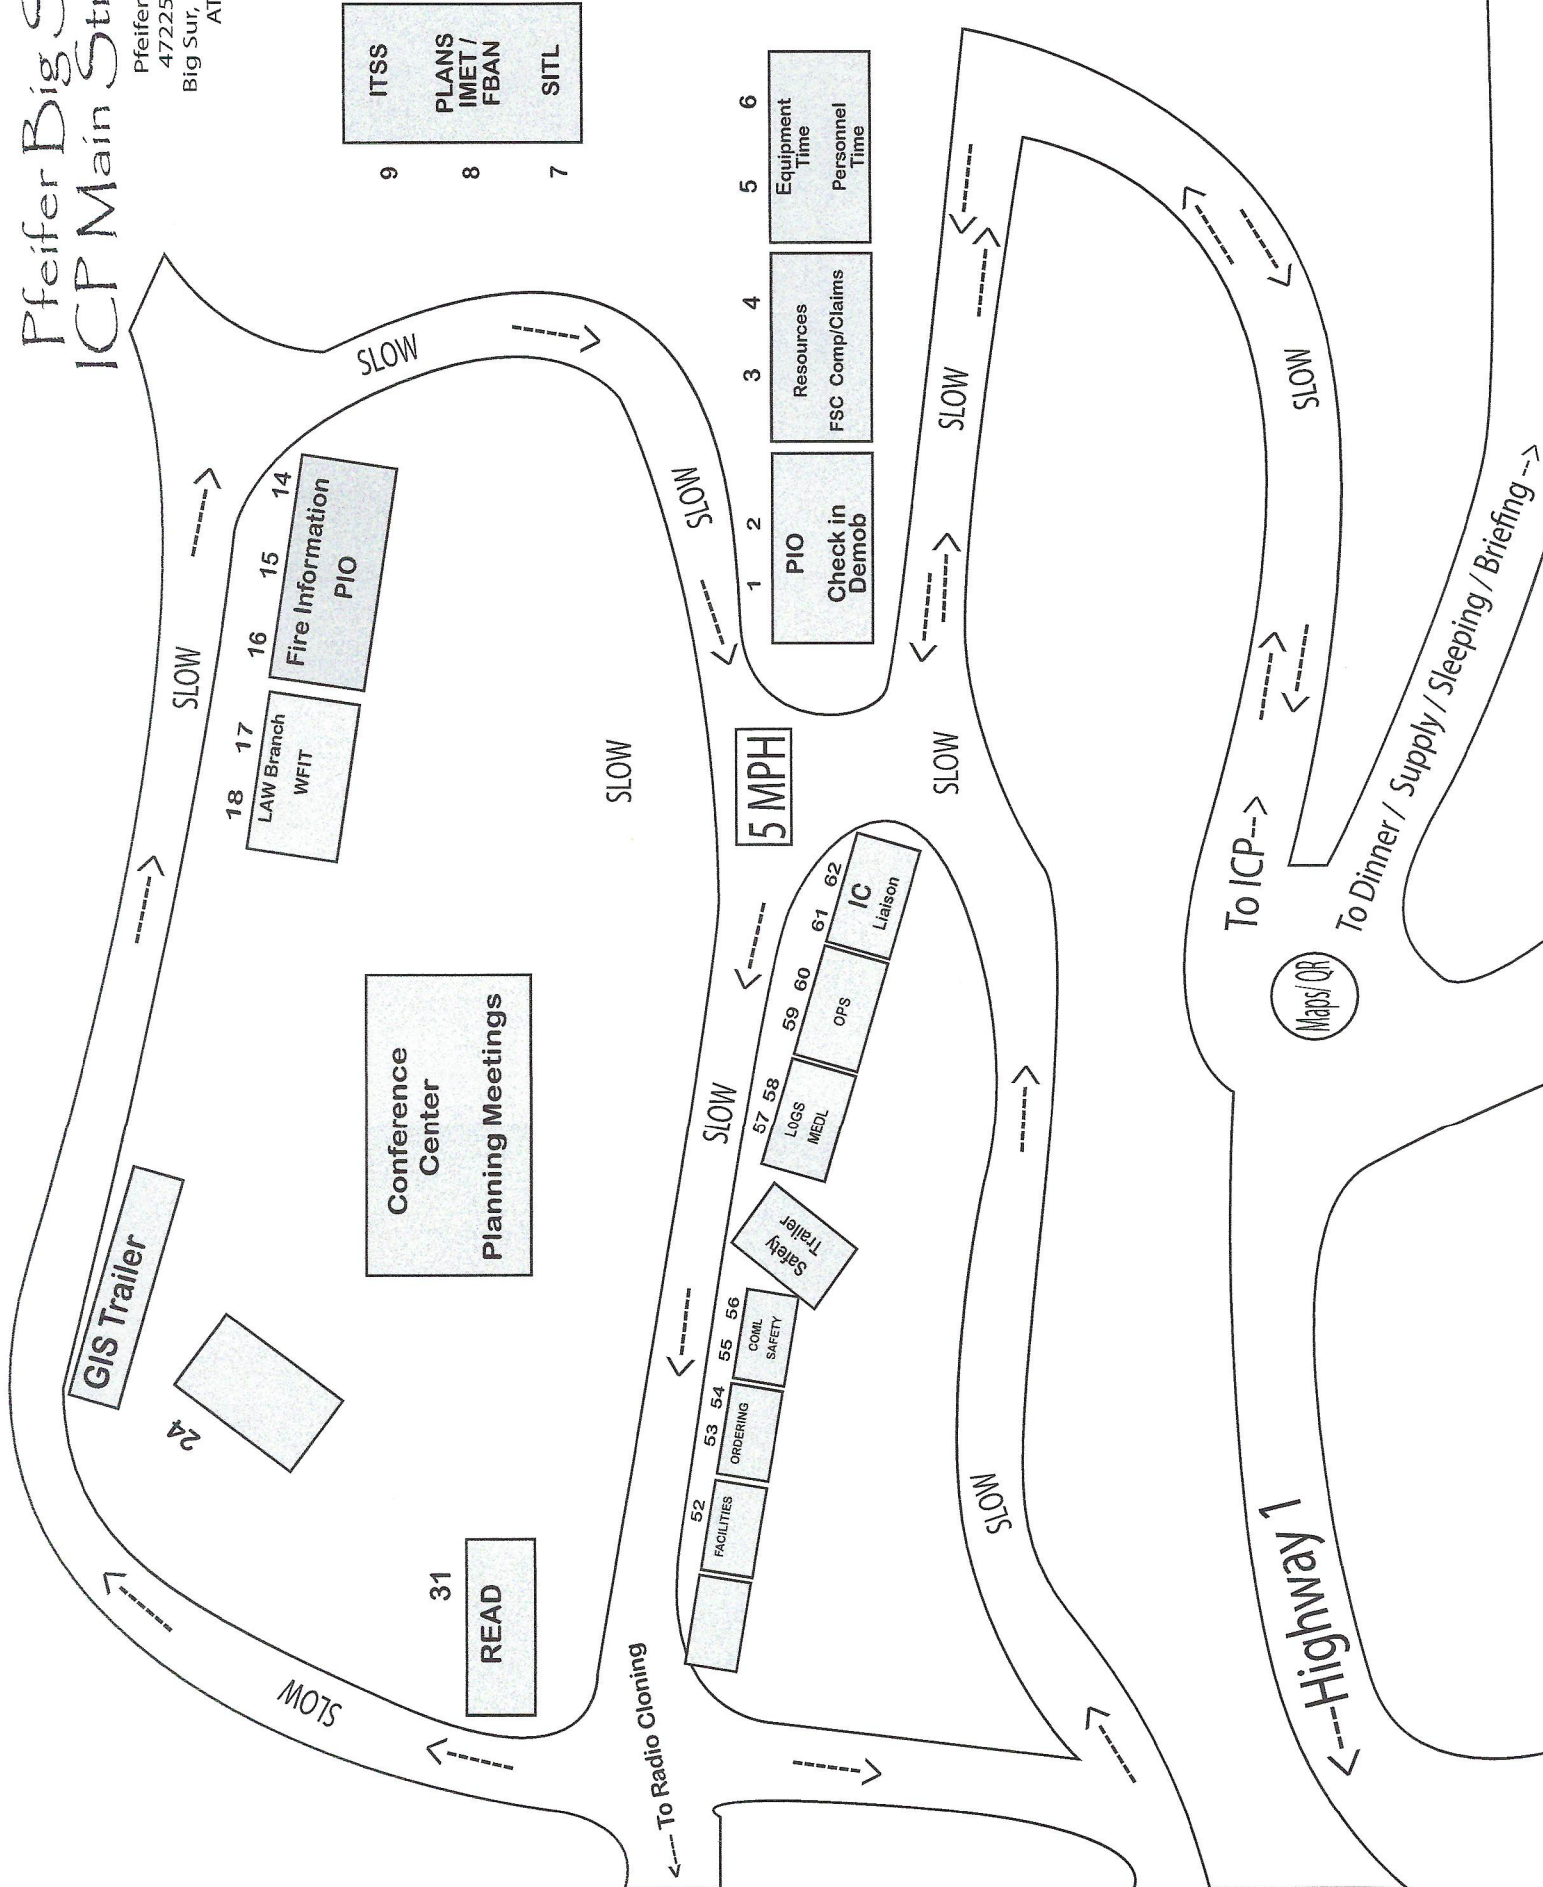 Pfeifer Big S
ICP Main Str
Pfeifer
47225
Big Sur,
AT
SLOW
GIS Trailer
24
18 17
LAW Branch
WFIT
16 15 14
Fire Information
PIO
SLOW
SLOW
9
ITSS
8
PLANS
IMET /
FBAN
7
SITL
Conference
Center
Planning Meetings
31
READ
SLOW
SLOW
<---- To Radio Cloning
52
FACILITIES
53 54
ORDERING
55 56
COML
SAFETY
Safety
Trailer
SLOW
57 58
LOGS
MEDL
59 60
OPS
61 62
IC
Liaison
5 MPH
1 2
PIO
Check in
Demob
3 4
Resources
FSC Comp/Claims
5 6
Equipment
Time
Personnel
Time
SLOW
SLOW
SLOW
To ICP-->
Maps/ QR
SLOW
<---Highway 1
To Dinner / Supply / Sleeping / Briefing -->